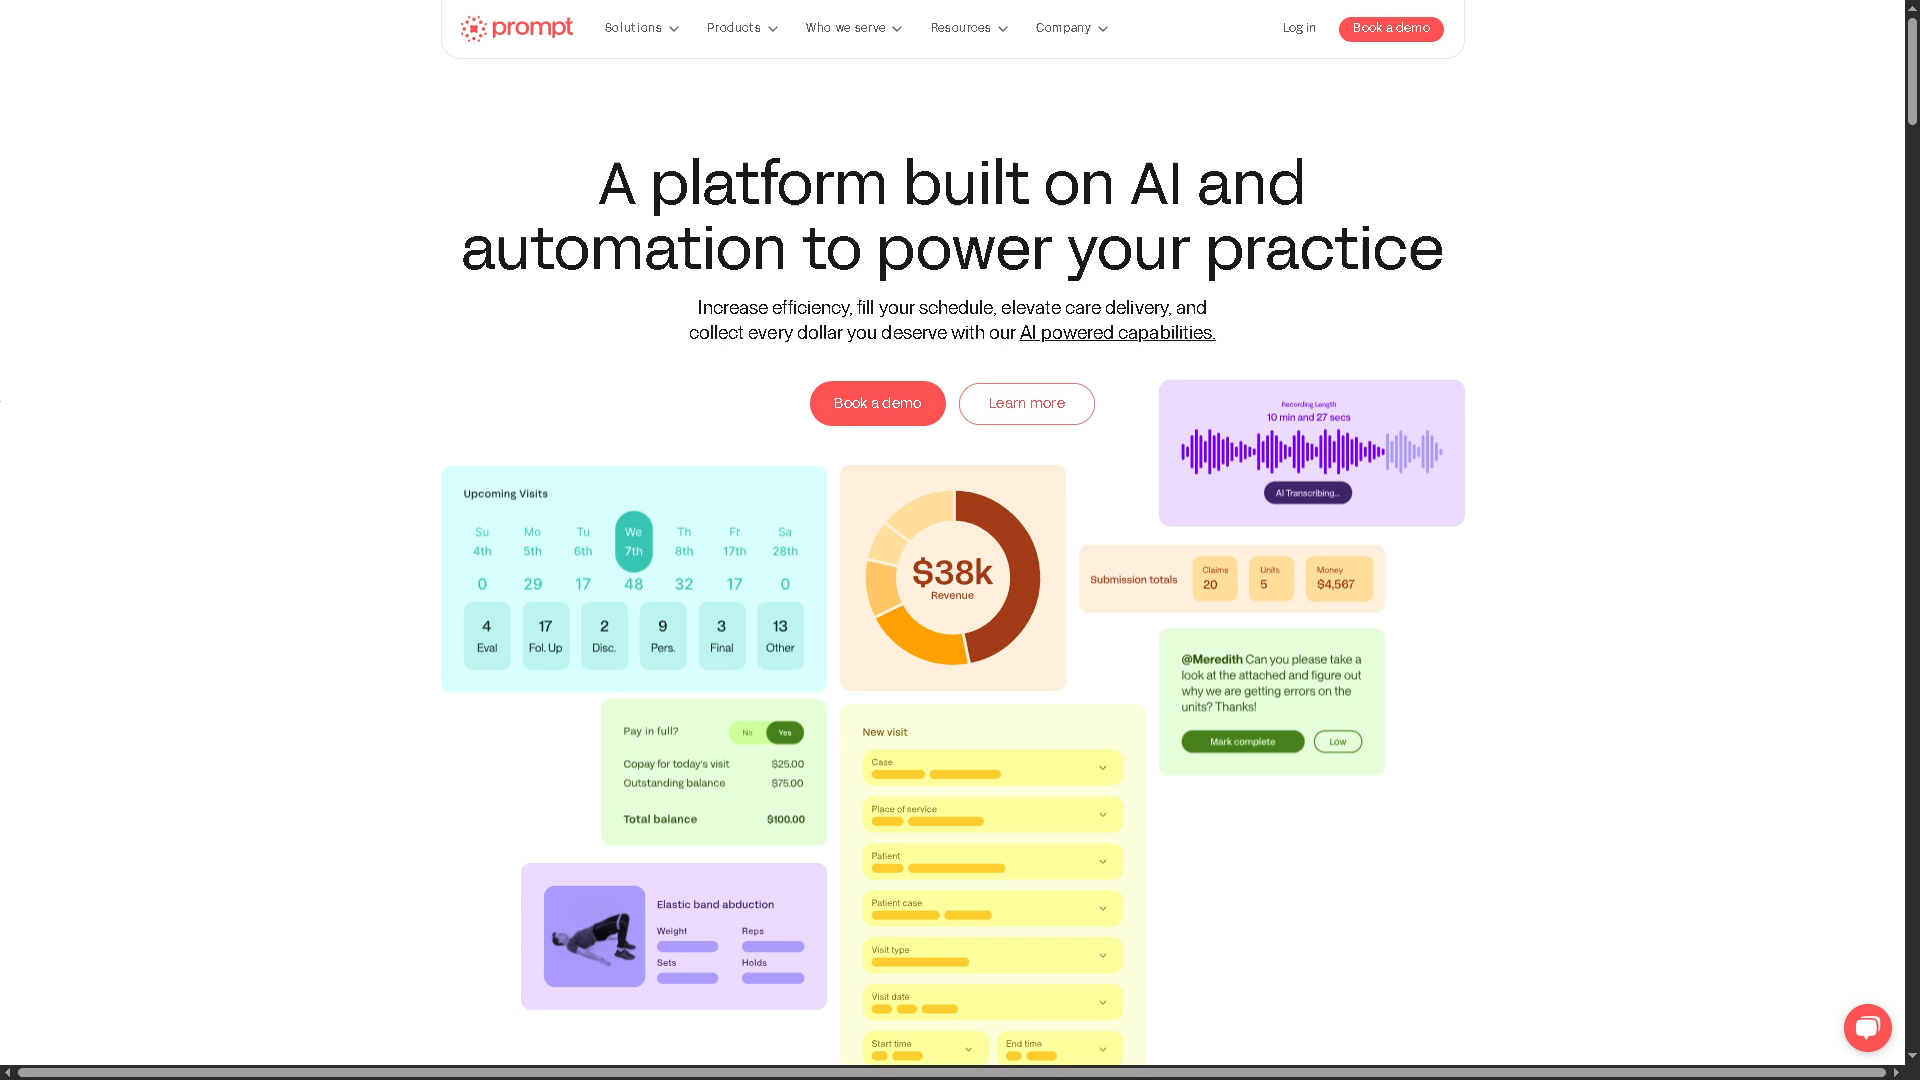 prompt
Solutions
Products
Who we serve
Resources
Company
Log in
Book a demo
A platform built on AI and
automation to power your practice
Increase efficiency, fill your schedule, elevate care delivery, and
collect every dollar you deserve with our AI powered capabilities.
Book a demo
Learn more
Recording Length
10 min and 27 secs
AI Transcribing...
Upcoming Visits
Su Mo Tu We Th Fr Sa
4th 5th 6th 7th 8th 17th 28th
0 29 17 48 32 17 0
4 17 2 9 3 13
Eval Fol. Up Disc. Pers. Final Other
$38k
Revenue
Submission totals
Claims
20
Units
5
Money
$4,567
@Meredith Can you please take a
look at the attached and figure out
why we are getting errors on the
units? Thanks!
Mark complete
Low
Pay in full?
No
Yes
Copay for today's visit $25.00
Outstanding balance $75.00
Total balance $100.00
New visit
Case
Place of service
Patient
Patient case
Visit type
Visit date
Start time
End time
Elastic band abduction
Weight
Reps
Sets
Holds